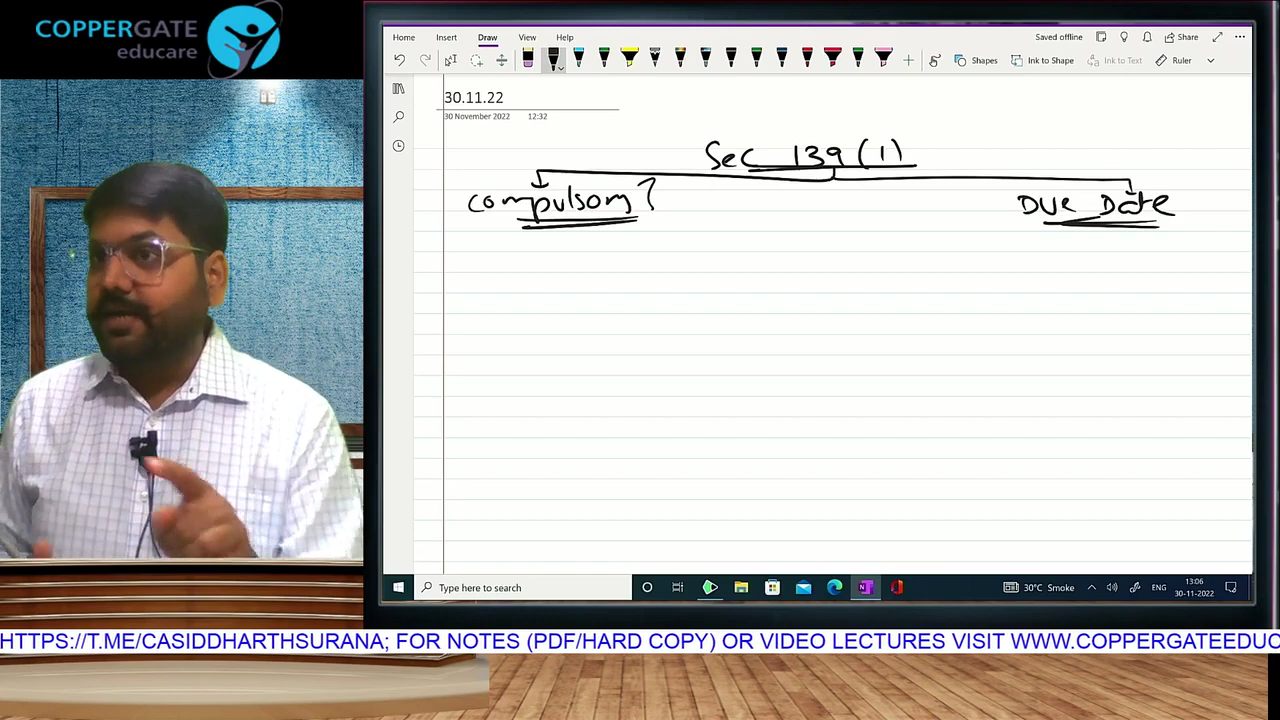 COPPERGATE
educare
Home Insert Draw View Help
Saved offline Share
Shapes Ink to Shape Ink to Text Ruler
30.11.22
30 November 2022 12:32
Sec 139(1)
Compulsory?
Due Date
Type here to search
30°C Smoke ENG 13:06
30-11-2022
HTTPS://T.ME/CASIDDHARTHSURANA; FOR NOTES (PDF/HARD COPY) OR VIDEO LECTURES VISIT WWW.COPPERGATEEDUC